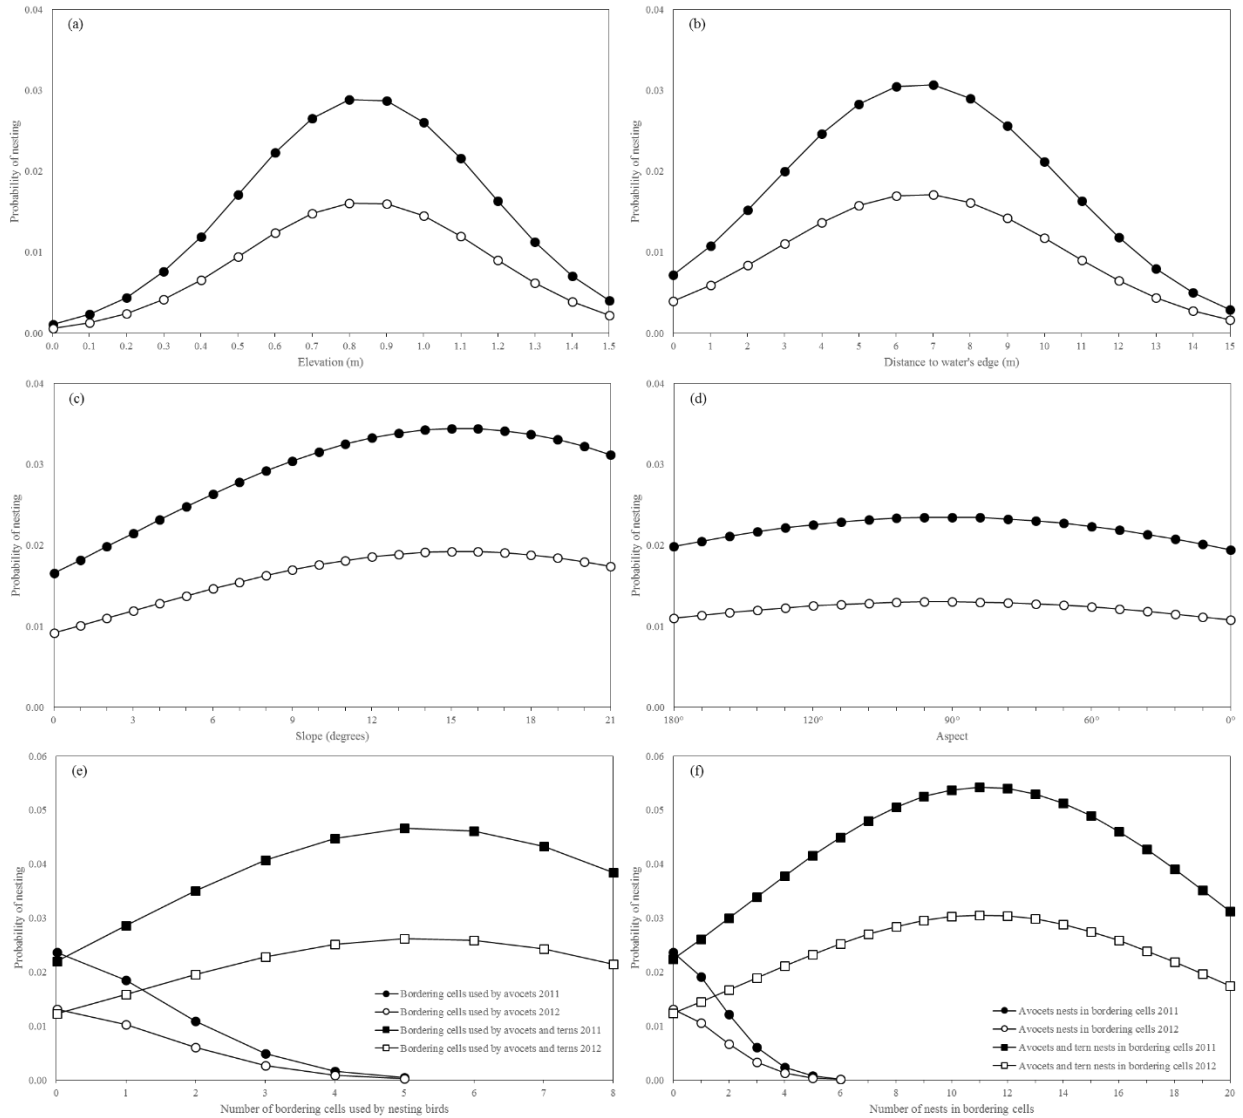 (a)
0.04
0.03
0.02
0.01
0.00
Probability of nesting
0.0 0.1 0.2 0.3 0.4 0.5 0.6 0.7 0.8 0.9 1.0 1.1 1.2 1.3 1.4 1.5
Elevation (m)
(b)
0.04
0.03
0.02
0.01
0.00
Probability of nesting
0 1 2 3 4 5 6 7 8 9 10 11 12 13 14 15
Distance to water's edge (m)
(c)
0.04
0.03
0.02
0.01
0.00
Probability of nesting
0 3 6 9 12 15 18 21
Slope (degrees)
(d)
0.04
0.03
0.02
0.01
0.00
Probability of nesting
180° 120° 90° 60° 0°
Aspect
(e)
0.06
0.05
0.04
0.03
0.02
0.01
0.00
Probability of nesting
Bordering cells used by avocets 2011
Bordering cells used by avocets 2012
Bordering cells used by avocets and terns 2011
Bordering cells used by avocets and terns 2012
0 1 2 3 4 5 6 7 8
Number of bordering cells used by nesting birds
(f)
0.06
0.05
0.04
0.03
0.02
0.01
0.00
Probability of nesting
Avocets nests in bordering cells 2011
Avocets nests in bordering cells 2012
Avocets and tern nests in bordering cells 2011
Avocets and tern nests in bordering cells 2012
0 2 4 6 8 10 12 14 16 18 20
Number of nests in bordering cells